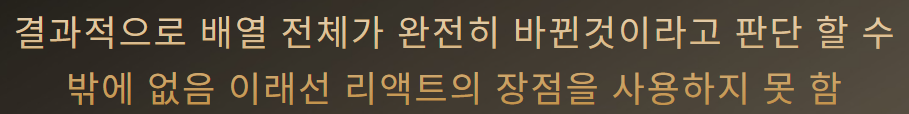 결과적으로 배열 전체가 완전히 바뀐것이라고 판단 할 수
밖에 없음 이래선 리액트의 장점을 사용하지 못 함